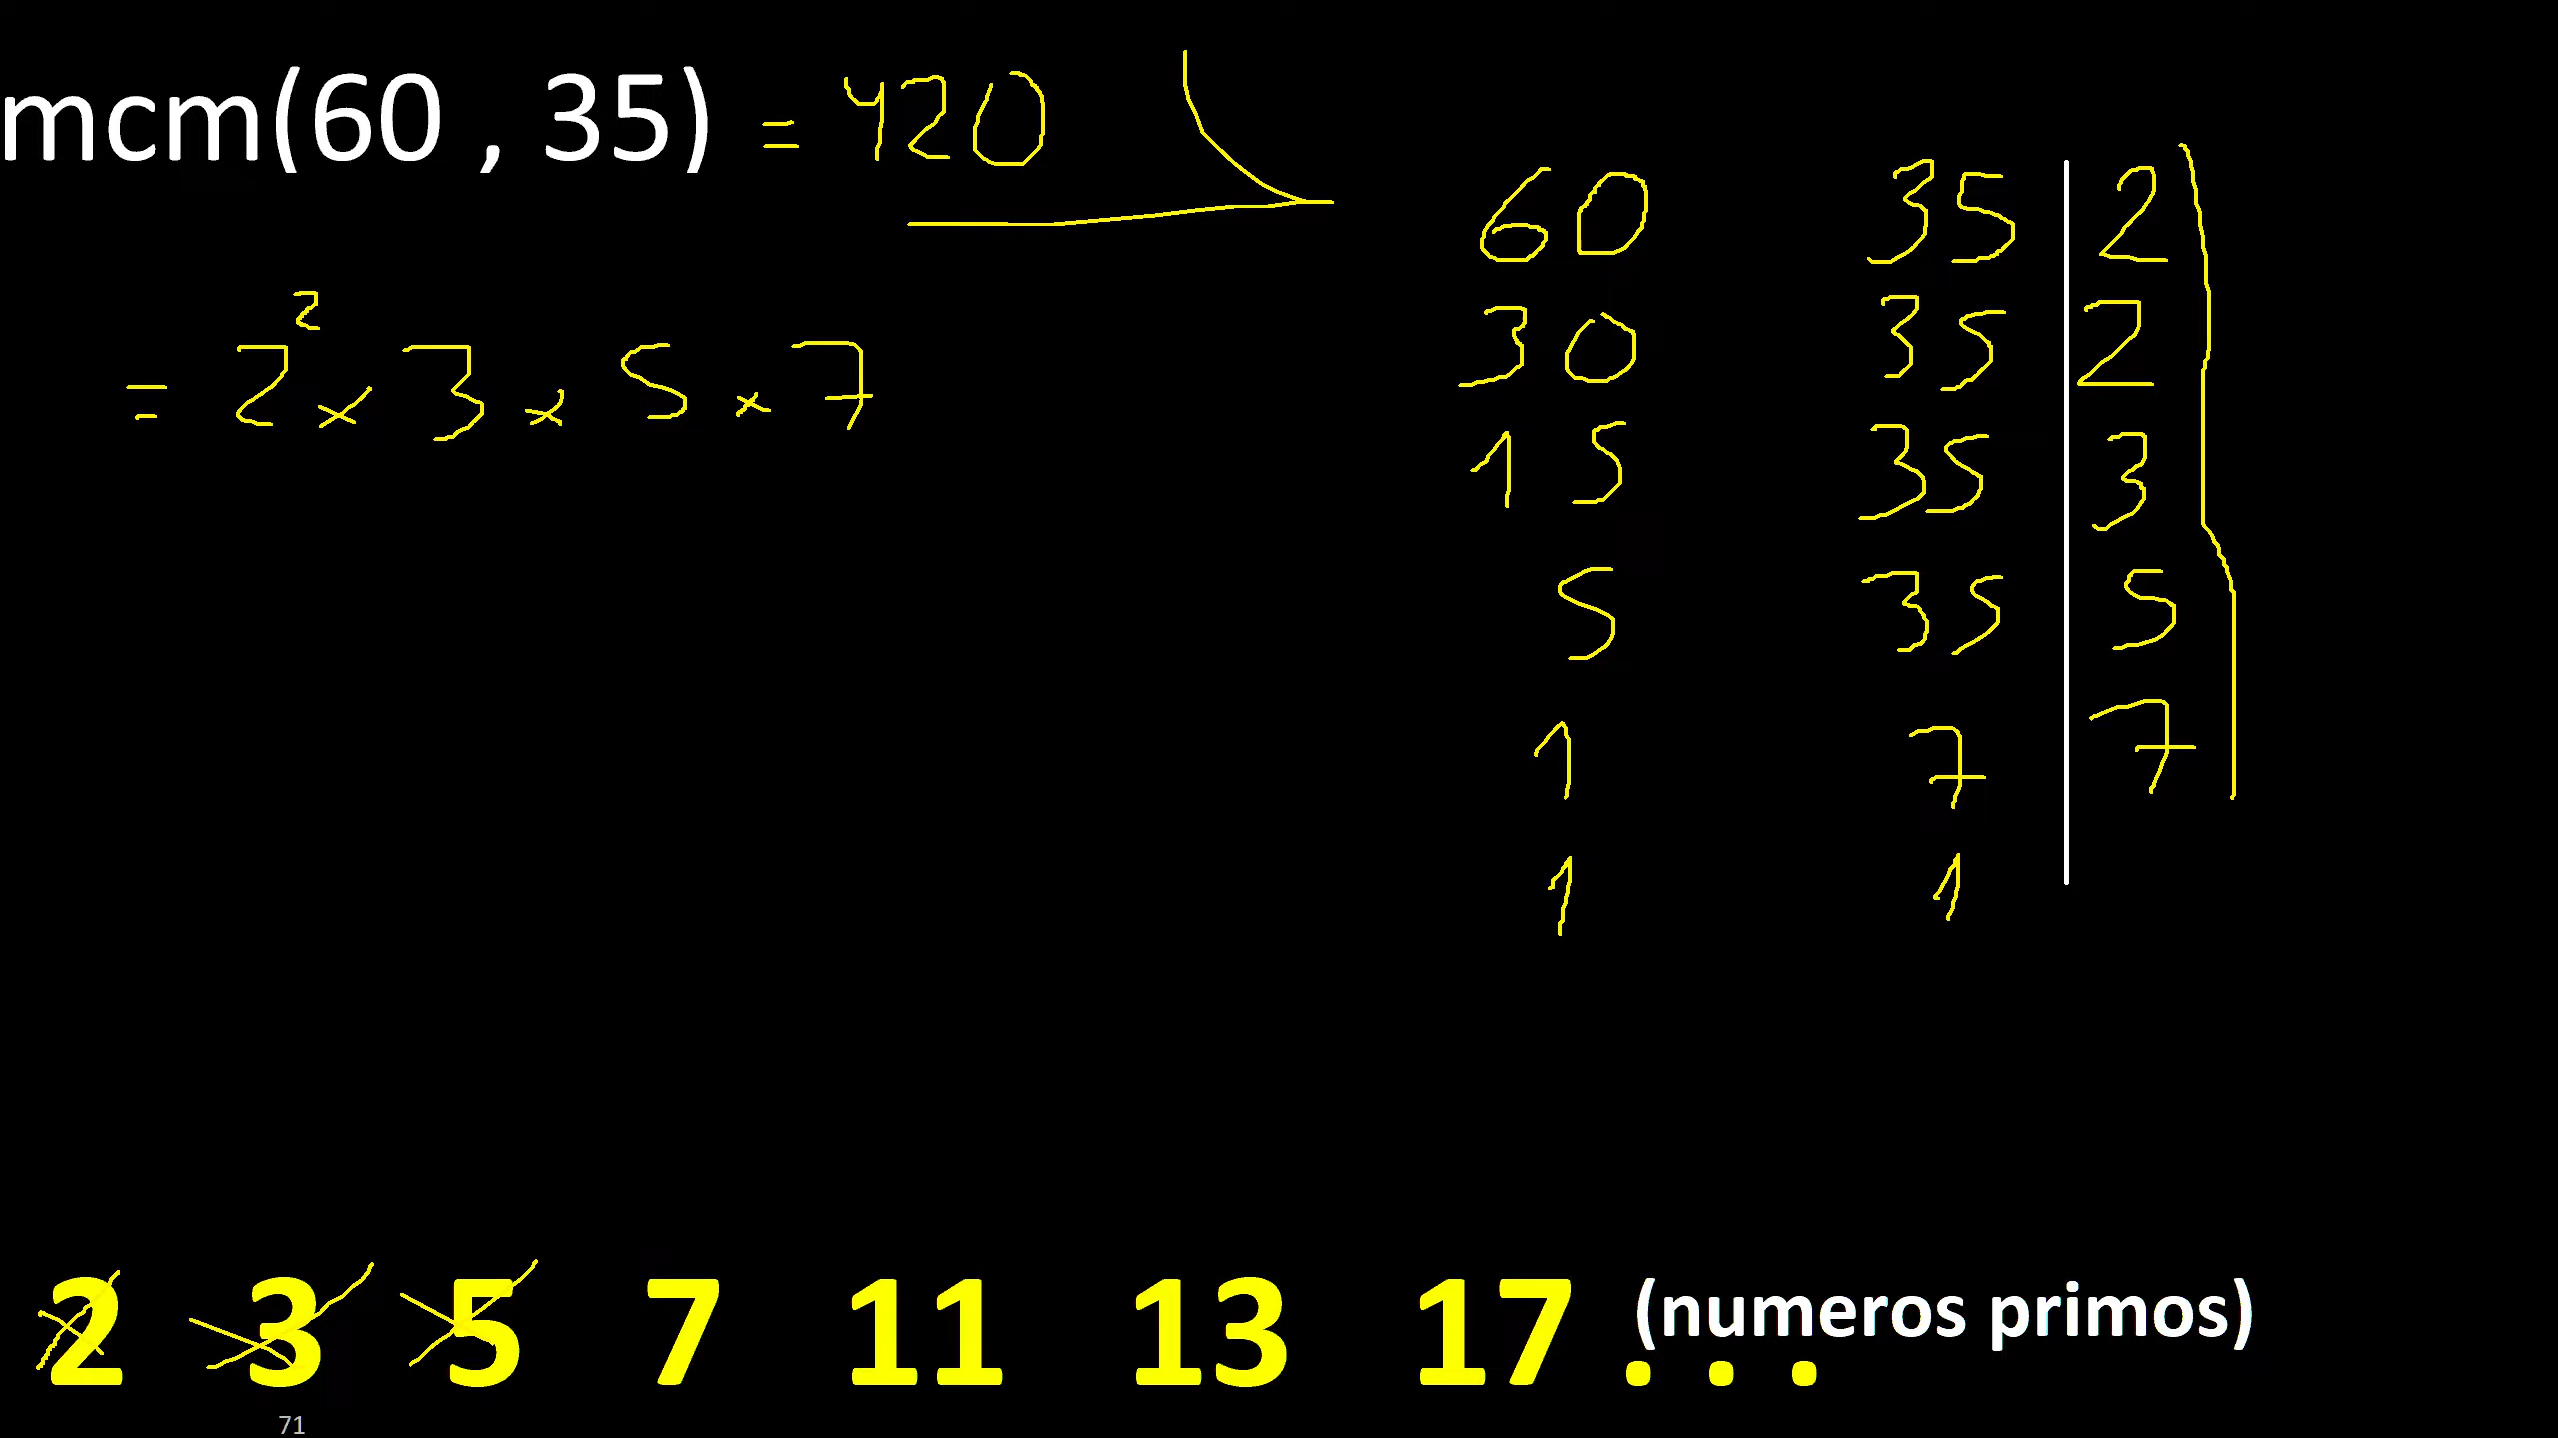 mcm(60 , 35) = 420
= 2² × 3 × 5 × 7
60 35 2
30 35 2
15 35 3
5 35 5
1 7 7
1 1
2 3 5 7 11 13 17 . . . (numeros primos)
71